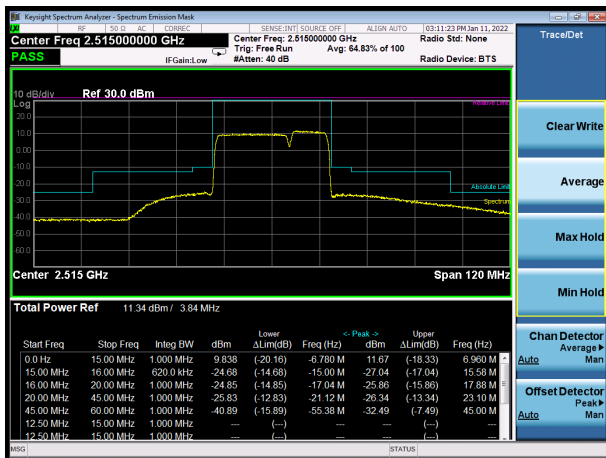 Keysight Spectrum Analyzer - Spectrum Emission Mask
RF 50 Ω AC CORREC SENSE:INT SOURCE OFF ALIGN AUTO 03:11:23 PM Jan 11, 2022
Center Freq 2.515000000 GHz Center Freq: 2.515000000 GHz Radio Std: None
Trig: Free Run Avg: 64.83% of 100
PASS IFGain:Low #Atten: 40 dB Radio Device: BTS
Trace/Det
10 dB/div Ref 30.0 dBm
Log
Relative Limit
20.0
10.0
0.00
-10.0
-20.0
Absolute Limit
-30.0
Spectrum
-40.0
-50.0
-60.0
Center 2.515 GHz Span 120 MHz
Clear Write
Average
Max Hold
Min Hold
Chan Detector
Average
Auto Man
Offset Detector
Peak
Auto Man
Total Power Ref 11.34 dBm / 3.84 MHz
Lower <- Peak -> Upper
Start Freq Stop Freq Integ BW dBm ΔLim(dB) Freq (Hz) dBm ΔLim(dB) Freq (Hz)
0.0 Hz 15.00 MHz 1.000 MHz 9.838 (-20.16) -6.780 M 11.67 (-18.33) 6.960 M
15.00 MHz 16.00 MHz 620.0 kHz -24.68 (-14.68) -15.00 M -27.04 (-17.04) 15.58 M
16.00 MHz 20.00 MHz 1.000 MHz -24.85 (-14.85) -17.04 M -25.86 (-15.86) 17.88 M
20.00 MHz 45.00 MHz 1.000 MHz -25.83 (-12.83) -21.12 M -26.34 (-13.34) 23.10 M
45.00 MHz 60.00 MHz 1.000 MHz -40.89 (-15.89) -55.38 M -32.49 (-7.49) 45.00 M
12.50 MHz 15.00 MHz 1.000 MHz --- (---) --- --- (---) ---
12.50 MHz 15.00 MHz 1.000 MHz --- (---) --- --- (---) ---
MSG STATUS